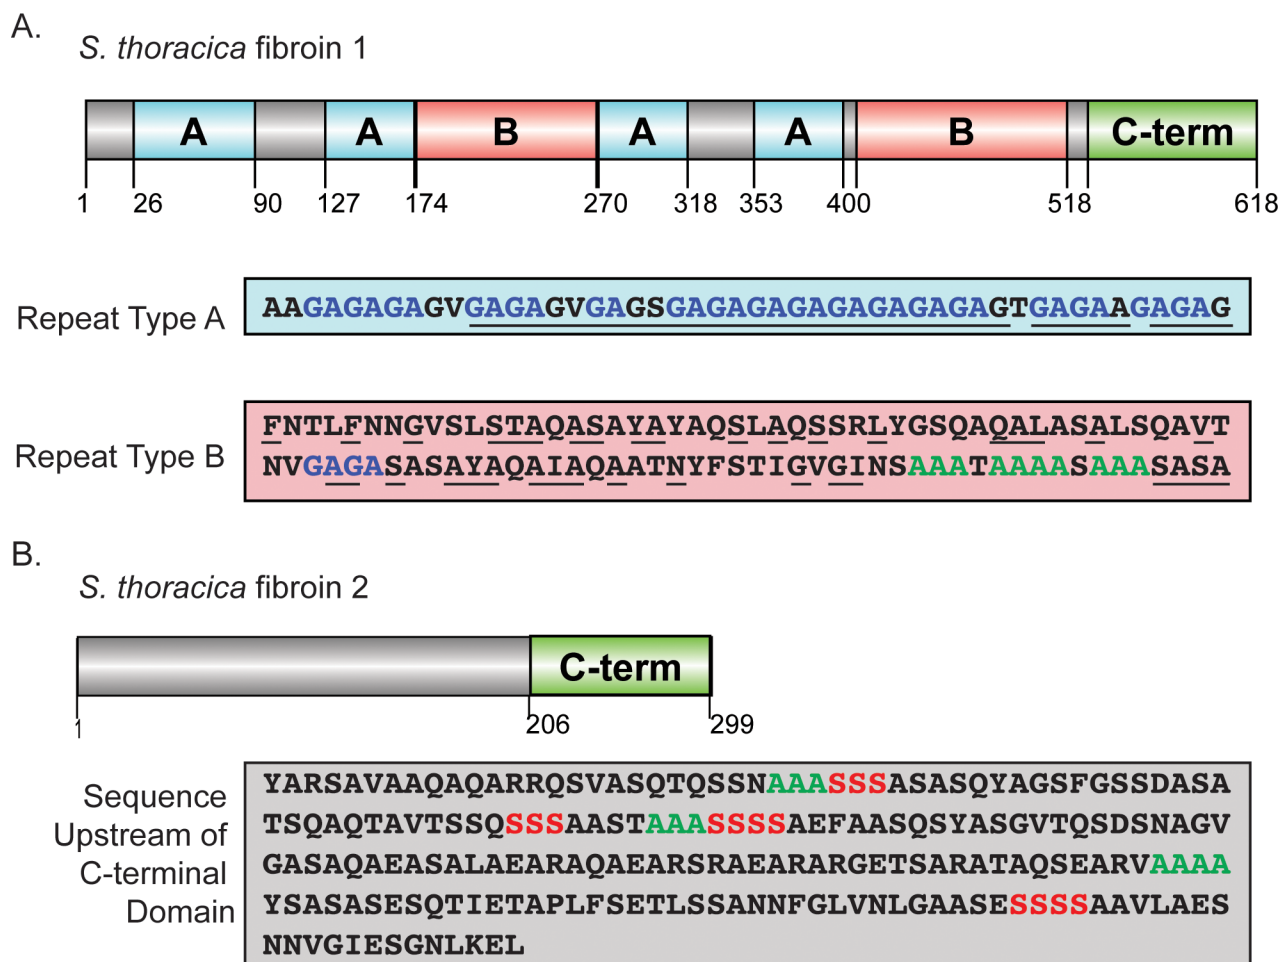 A.
S. thoracica fibroin 1
A A B A A B C-term
1 26 90 127 174 270 318 353 400 518 618
Repeat Type A
AAGAGAGAGVGAGAGVGAGSGAGAGAGAGAGAGAGAGTGAGAAGAGAG
Repeat Type B
FNTLFNNGVSLSTAQASAYAYAQSLAQSSRLYGSQAQALASALSQAVT
NVGAGASASAYAQAIAQAATNYFSTIGVGINSAAATAAAASAAASASA
B.
S. thoracica fibroin 2
C-term
1 206 299
Sequence
Upstream of
C-terminal
Domain
YARSAVAAQAQARRQSVASQTQSSNAAASSSASASQYAGSFGSSDASA
TSQAQTAVTSSQSSSAASTAAASSSSAEFAASQSYASGVTQSDSNAGV
GASAQAEASALAEARAQAEARSRAEARARGETSARATAQSEARVAAAA
YSASASESQTIETAPLFSETLSSANNFGLVNLGAASESSSSAAVLAES
NNVGIESGNLKEL